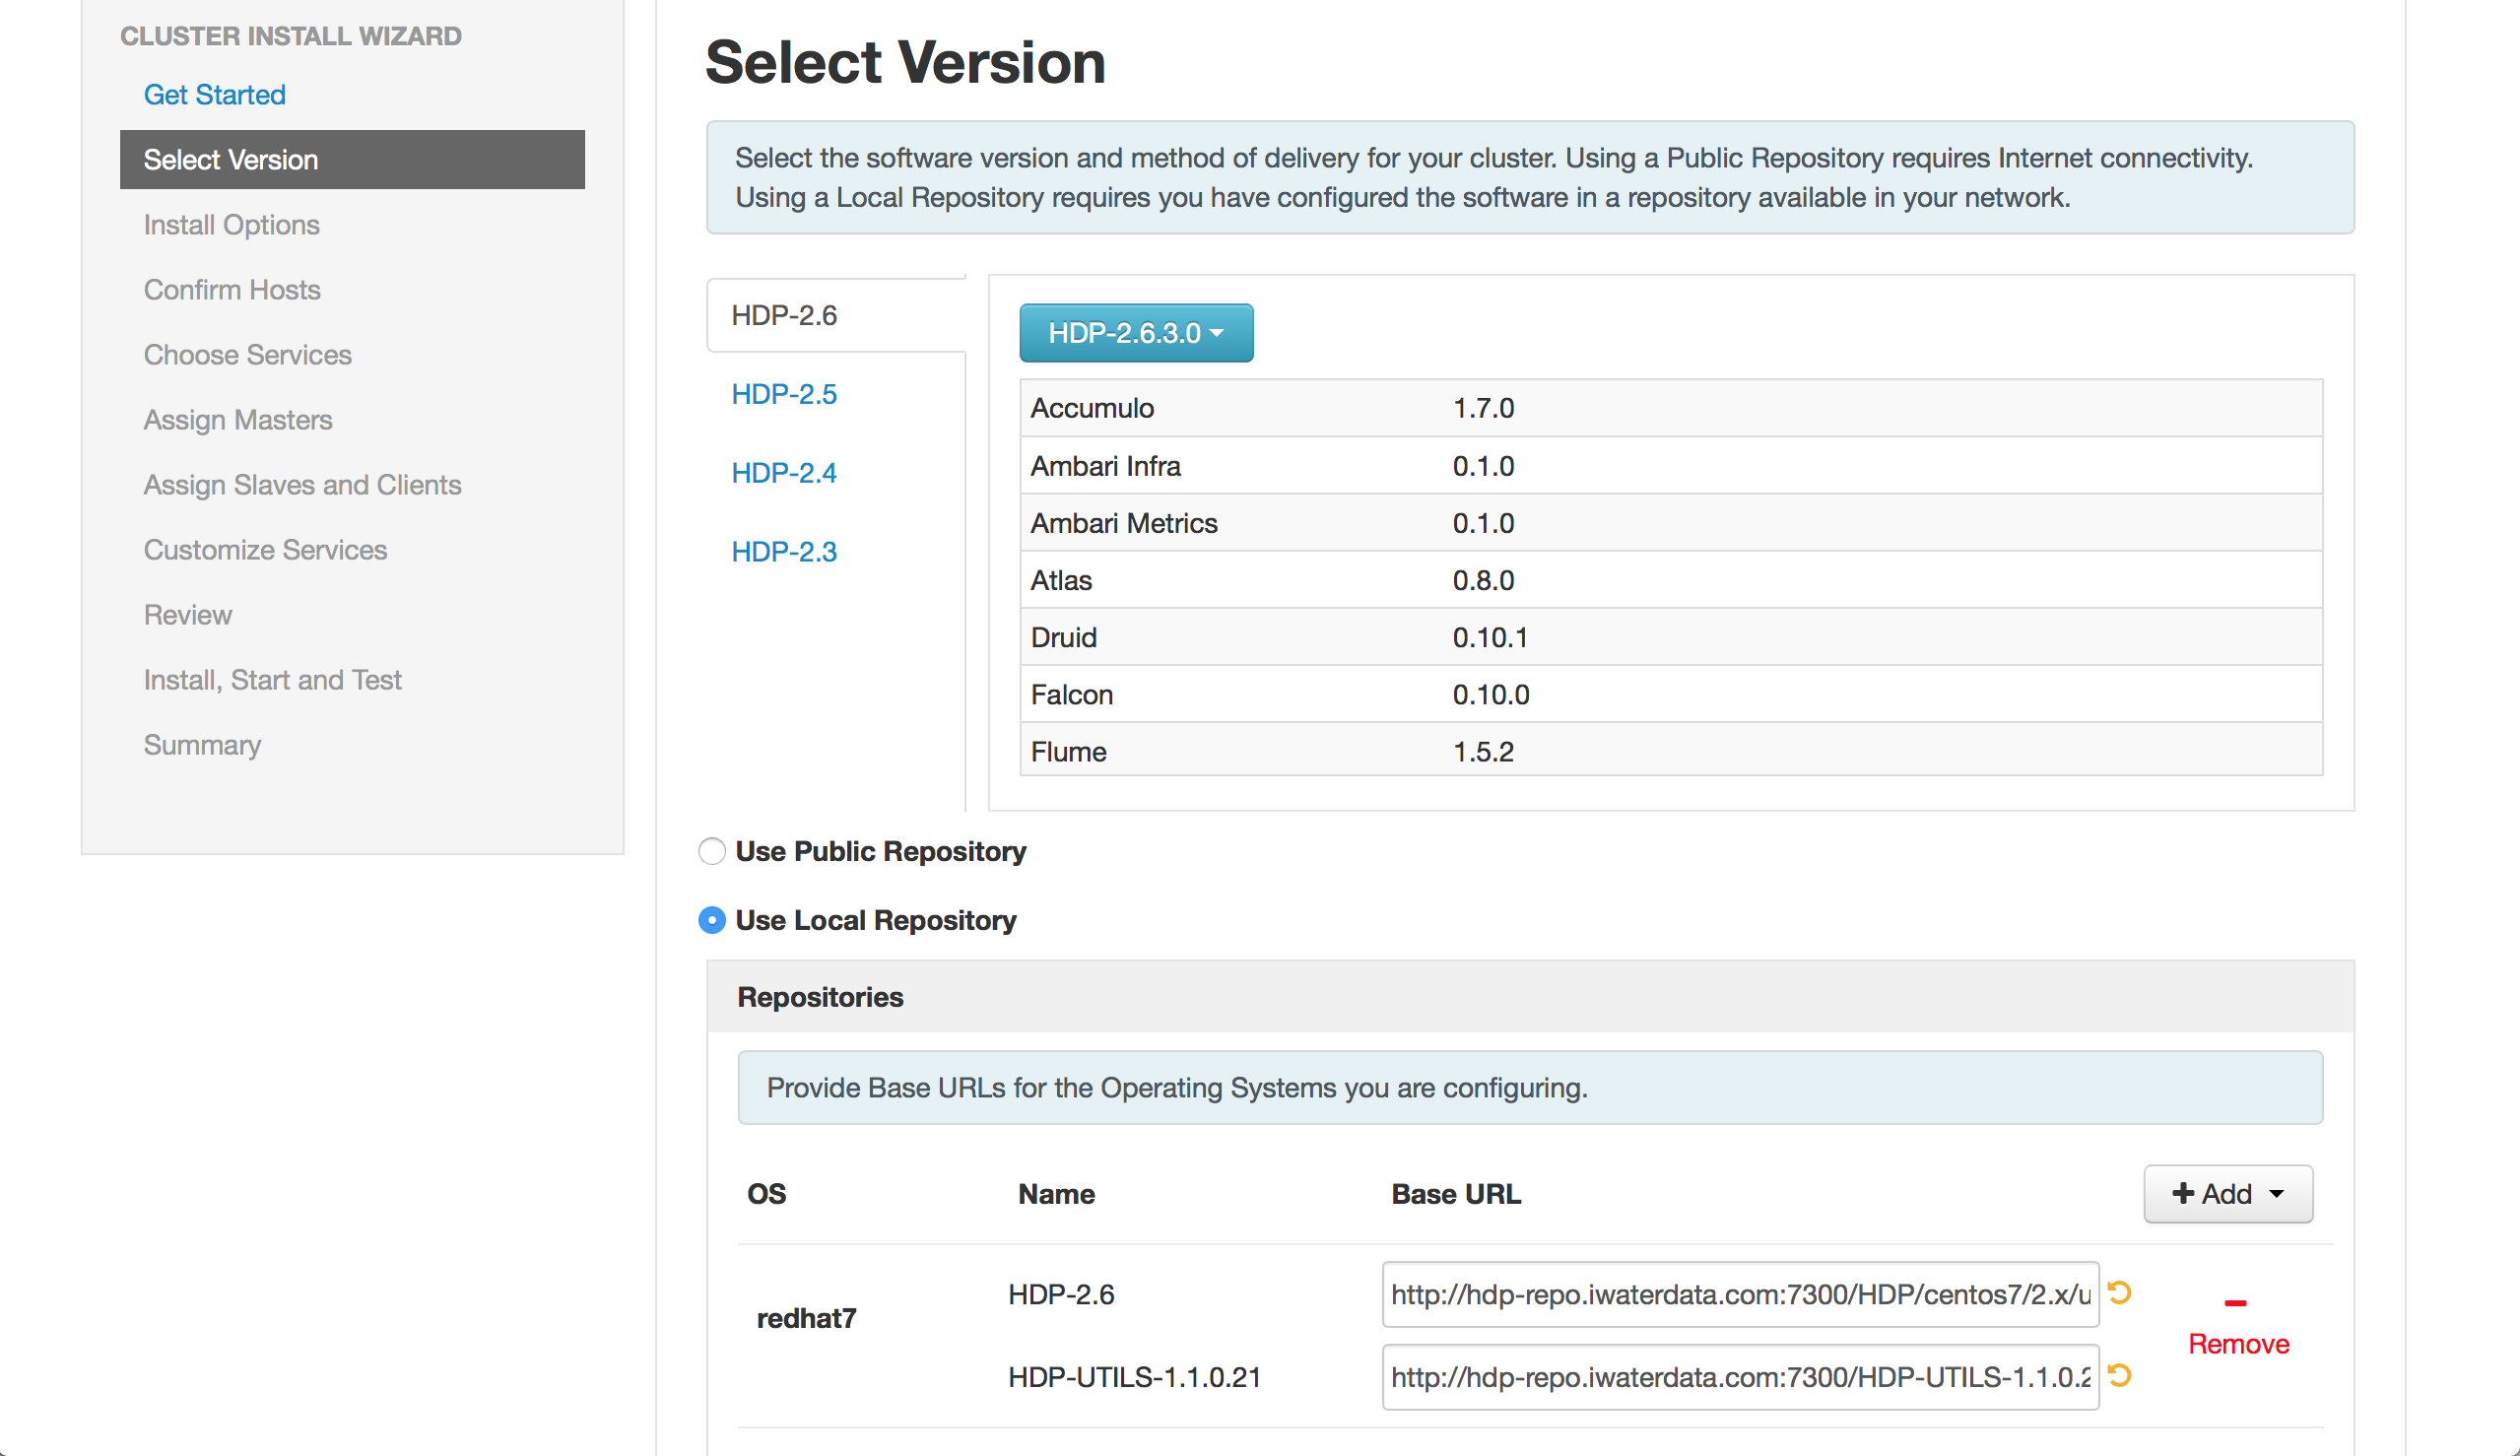 CLUSTER INSTALL WIZARD
Get Started
Select Version
Install Options
Confirm Hosts
Choose Services
Assign Masters
Assign Slaves and Clients
Customize Services
Review
Install, Start and Test
Summary
Select Version
Select the software version and method of delivery for your cluster. Using a Public Repository requires Internet connectivity.
Using a Local Repository requires you have configured the software in a repository available in your network.
HDP-2.6
HDP-2.5
HDP-2.4
HDP-2.3
HDP-2.6.3.0
Accumulo 1.7.0
Ambari Infra 0.1.0
Ambari Metrics 0.1.0
Atlas 0.8.0
Druid 0.10.1
Falcon 0.10.0
Flume 1.5.2
Use Public Repository
Use Local Repository
Repositories
Provide Base URLs for the Operating Systems you are configuring.
OS Name Base URL Add
redhat7
HDP-2.6 http://hdp-repo.iwaterdata.com:7300/HDP/centos7/2.x/u
HDP-UTILS-1.1.0.21 http://hdp-repo.iwaterdata.com:7300/HDP-UTILS-1.1.0.2
Remove